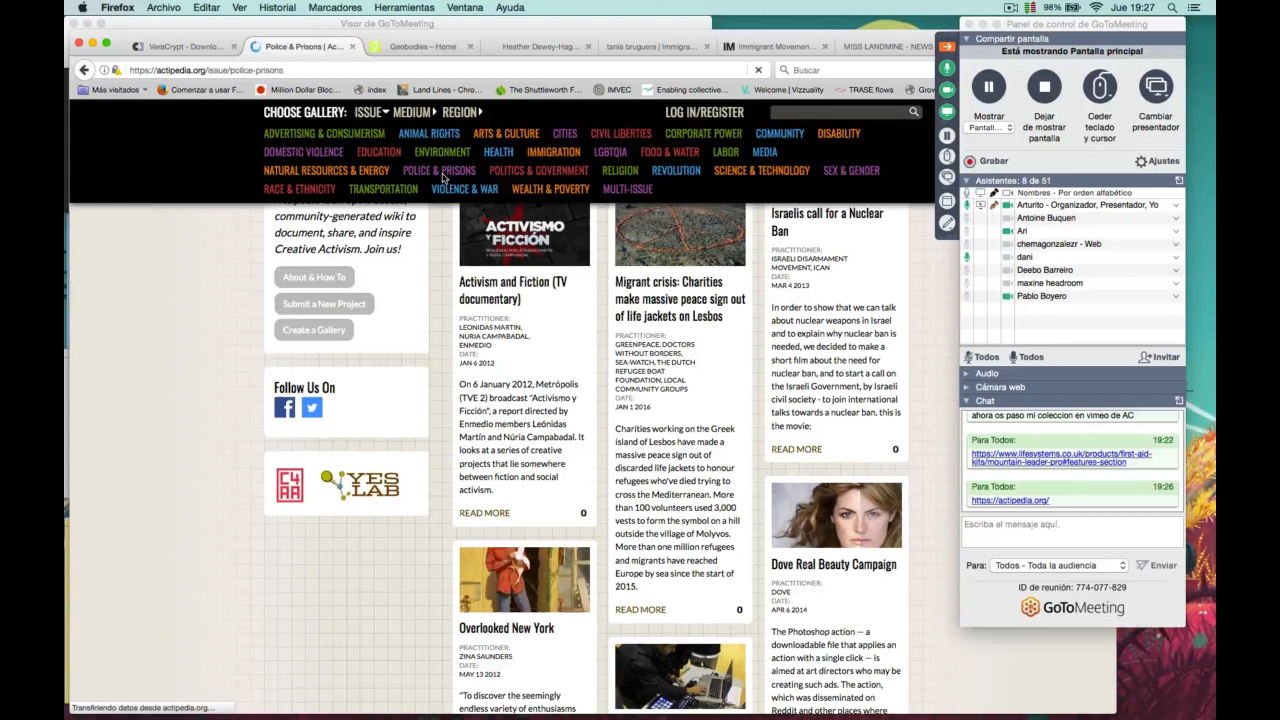 Firefox Archivo Editar Ver Historial Marcadores Herramientas Ventana Ayuda
98% Jue 19:27
Visor de GoToMeeting
VeraCrypt - Downlo...
Police & Prisons | Ac...
Geobodies – Home
Heather Dewey-Hag...
tania bruguera | Immigra...
Immigrant Movemen...
MISS LANDMINE - NEWS
https://actipedia.org/issue/police-prisons
Buscar
Más visitados
Comenzar a usar F...
Million Dollar Bloc...
index
Land Lines - Chro...
The Shuttleworth F...
IMVEC
Enabling collective...
Welcome | Vizzuality
TRASE flows
Grow
CHOOSE GALLERY: ISSUE MEDIUM REGION
LOG IN/REGISTER
ADVERTISING & CONSUMERISM ANIMAL RIGHTS ARTS & CULTURE CITIES CIVIL LIBERTIES CORPORATE POWER COMMUNITY DISABILITY
DOMESTIC VIOLENCE EDUCATION ENVIRONMENT HEALTH IMMIGRATION LGBTQIA FOOD & WATER LABOR MEDIA
NATURAL RESOURCES & ENERGY POLICE & PRISONS POLITICS & GOVERNMENT RELIGION REVOLUTION SCIENCE & TECHNOLOGY SEX & GENDER
RACE & ETHNICITY TRANSPORTATION VIOLENCE & WAR WEALTH & POVERTY MULTI-ISSUE
community-generated wiki to
document, share, and inspire
Creative Activism. Join us!
About & How To
Submit a New Project
Create a Gallery
Follow Us On
C4
AA
YES
LAB
ACTIVISMO
Y FICCIÓN
Activism and Fiction (TV
documentary)
PRACTITIONER:
LEONIDAS MARTIN,
NURIA CAMPABADAL,
ENMEDIO
DATE:
JAN 6 2012
On 6 January 2012, Metrópolis
(TVE 2) broadcast "Activismo y
Ficción", a report directed by
Enmedio members Leónidas
Martín and Núria Campabadal. It
looks at a series of creative
projects that lie somewhere
between fiction and social
activism.
READ MORE 0
Overlooked New York
PRACTITIONER:
ZINA SAUNDERS
DATE:
MAY 13 2012
"To discover the seemingly
endless variety of enthusiasms
Migrant crisis: Charities
make massive peace sign out
of life jackets on Lesbos
PRACTITIONER:
GREENPEACE, DOCTORS
WITHOUT BORDERS,
SEA-WATCH, THE DUTCH
REFUGEE BOAT
FOUNDATION, LOCAL
COMMUNITY GROUPS
DATE:
JAN 1 2016
Charities working on the Greek
island of Lesbos have made a
massive peace sign out of
discarded life jackets to honour
refugees who've died trying to
cross the Mediterranean. More
than 100 volunteers used 3,000
vests to form the symbol on a hill
outside the village of Molyvos.
More than one million refugees
and migrants have reached
Europe by sea since the start of
2015.
READ MORE 0
Israelis call for a Nuclear
Ban
PRACTITIONER:
ISRAELI DISARMAMENT
MOVEMENT, ICAN
DATE:
MAR 4 2013
In order to show that we can talk
about nuclear weapons in Israel
and to explain why nuclear ban is
needed, we decided to make a
short film about the need for
nuclear ban, and to start a call on
the Israeli Government, by Israeli
civil society - to join international
talks towards a nuclear ban. this is
the movie:
READ MORE 0
Dove Real Beauty Campaign
PRACTITIONER:
DOVE
DATE:
APR 6 2014
The Photoshop action — a
downloadable file that applies an
action with a single click — is
aimed at art directors who may be
creating such ads. The action,
which was disseminated on
Reddit and other places where
Transfiriendo datos desde actipedia.org...
Panel de control de GoToMeeting
Compartir pantalla
Está mostrando Pantalla principal
Mostrar
Pantall...
Dejar
de mostrar
pantalla
Ceder
teclado
y cursor
Cambiar
presentador
Grabar
Ajustes
Asistentes: 8 de 51
Nombres - Por orden alfabético
Arturito - Organizador, Presentador, Yo
Antoine Buquen
Ari
chemagonzalezr - Web
dani
Deebo Barreiro
maxine headroom
Pablo Boyero
Todos Todos Invitar
Audio
Cámara web
Chat
ahora os paso mi coleccion en vimeo de AC
Para Todos: 19:22
https://www.lifesystems.co.uk/products/first-aid-
kits/mountain-leader-pro#features-section
Para Todos: 19:26
https://actipedia.org/
Escriba el mensaje aquí.
Para: Todos - Toda la audiencia Enviar
ID de reunión: 774-077-829
GoToMeeting